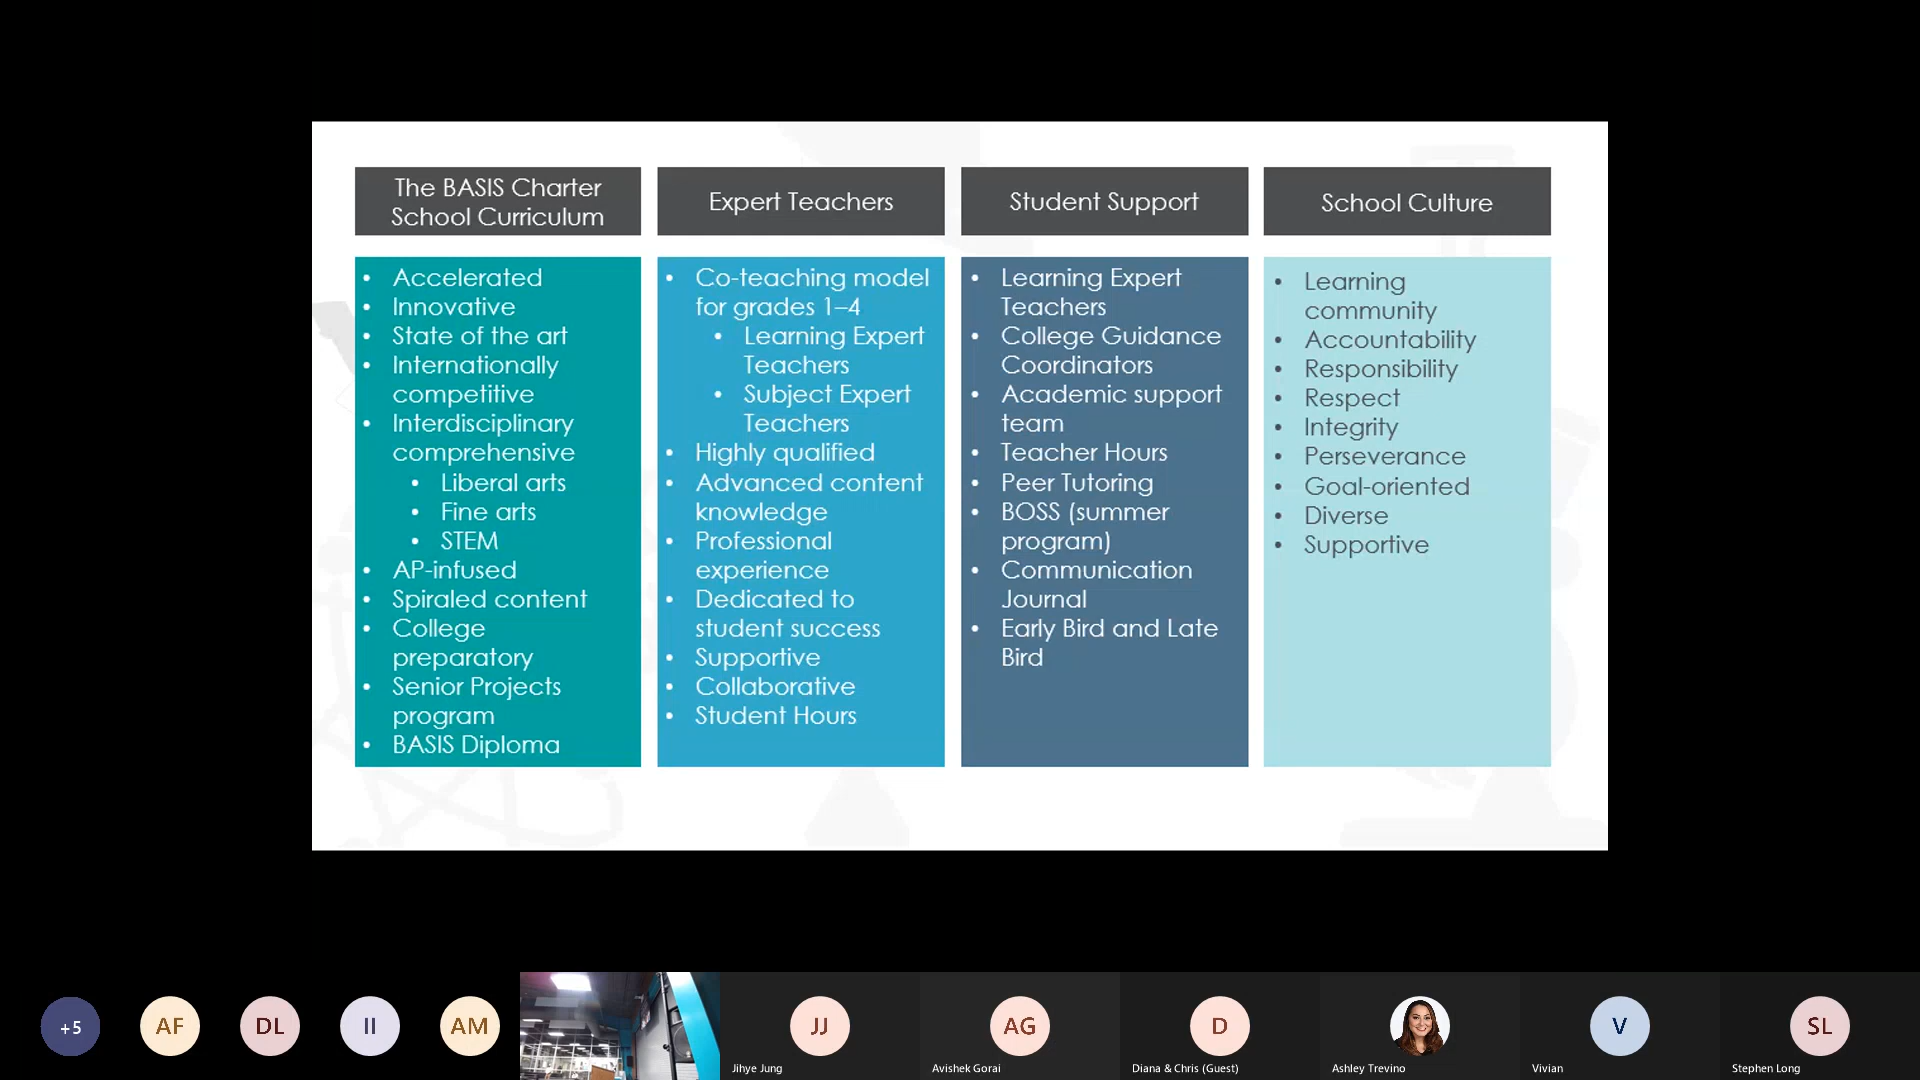 The BASIS Charter
School Curriculum
• Accelerated
• Innovative
• State of the art
• Internationally
competitive
• Interdisciplinary
comprehensive
• Liberal arts
• Fine arts
• STEM
• AP-infused
• Spiraled content
• College
preparatory
• Senior Projects
program
• BASIS Diploma
Expert Teachers
• Co-teaching model
for grades 1–4
• Learning Expert
Teachers
• Subject Expert
Teachers
• Highly qualified
• Advanced content
knowledge
• Professional
experience
• Dedicated to
student success
• Supportive
• Collaborative
• Student Hours
Student Support
• Learning Expert
Teachers
• College Guidance
Coordinators
• Academic support
team
• Teacher Hours
• Peer Tutoring
• BOSS (summer
program)
• Communication
Journal
• Early Bird and Late
Bird
School Culture
• Learning
community
• Accountability
• Responsibility
• Respect
• Integrity
• Perseverance
• Goal-oriented
• Diverse
• Supportive
+5
AF
DL
II
AM
JJ
Jihye Jung
AG
Avishek Gorai
D
Diana & Chris (Guest)
Ashley Trevino
V
Vivian
SL
Stephen Long